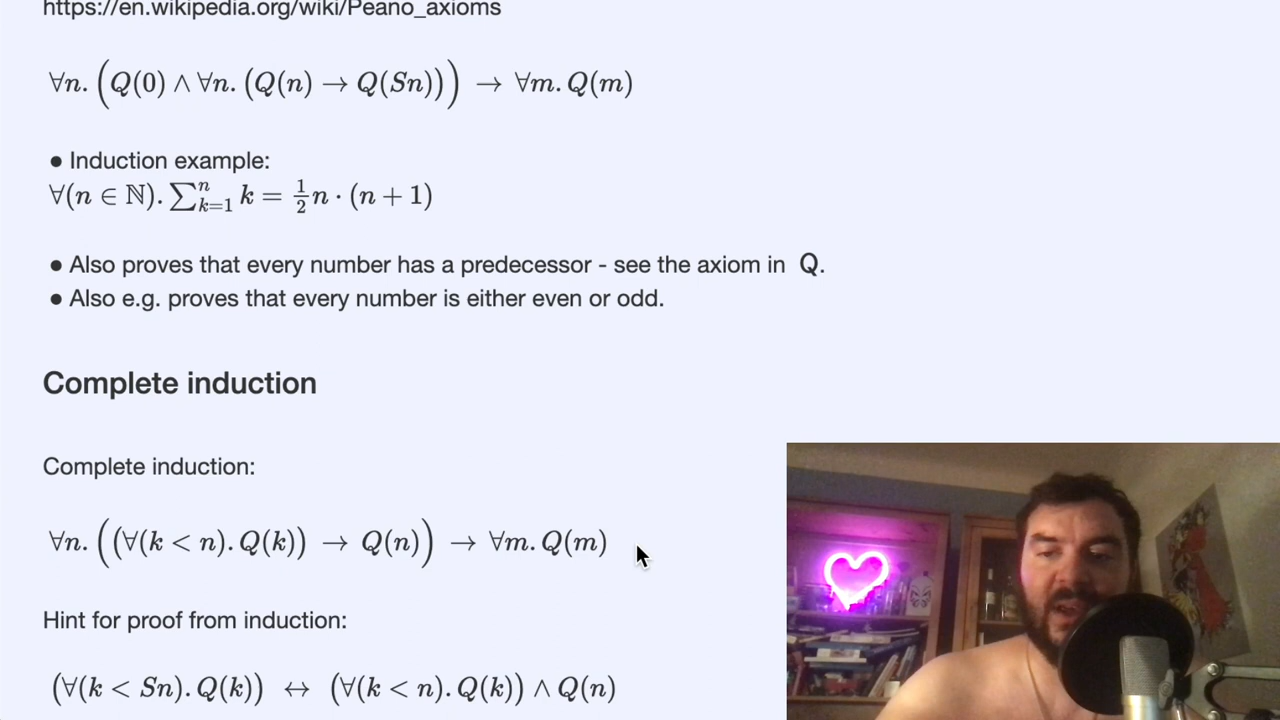 https://en.wikipedia.org/wiki/Peano_axioms
∀n. (Q(0) ∧ ∀n. (Q(n) → Q(Sn))) → ∀m. Q(m)
● Induction example:
∀(n ∈ ℕ). ∑ₖ₌₁ⁿ k = ½n · (n + 1)
● Also proves that every number has a predecessor - see the axiom in Q.
● Also e.g. proves that every number is either even or odd.
Complete induction
Complete induction:
∀n. ((∀(k < n). Q(k)) → Q(n)) → ∀m. Q(m)
Hint for proof from induction:
(∀(k < Sn). Q(k)) ↔ (∀(k < n). Q(k)) ∧ Q(n)